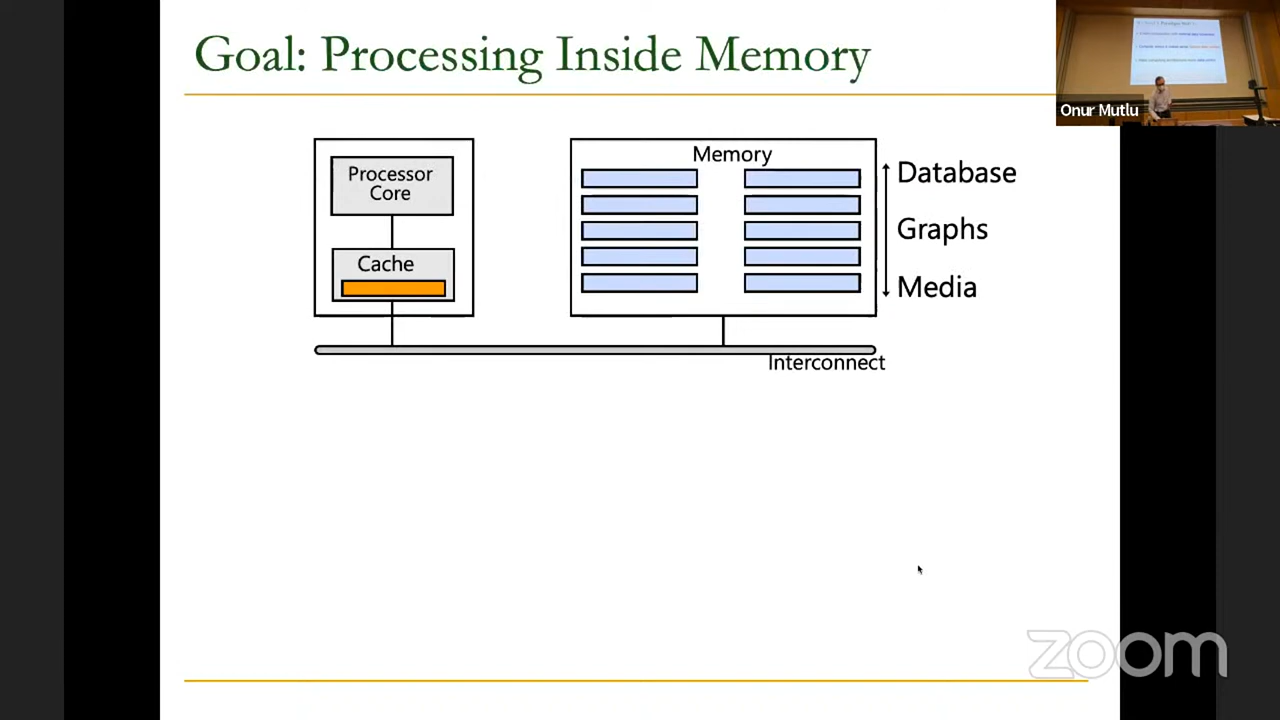 Goal: Processing Inside Memory
Onur Mutlu
Processor
Core
Cache
Memory
Database
Graphs
Media
Interconnect
zoom